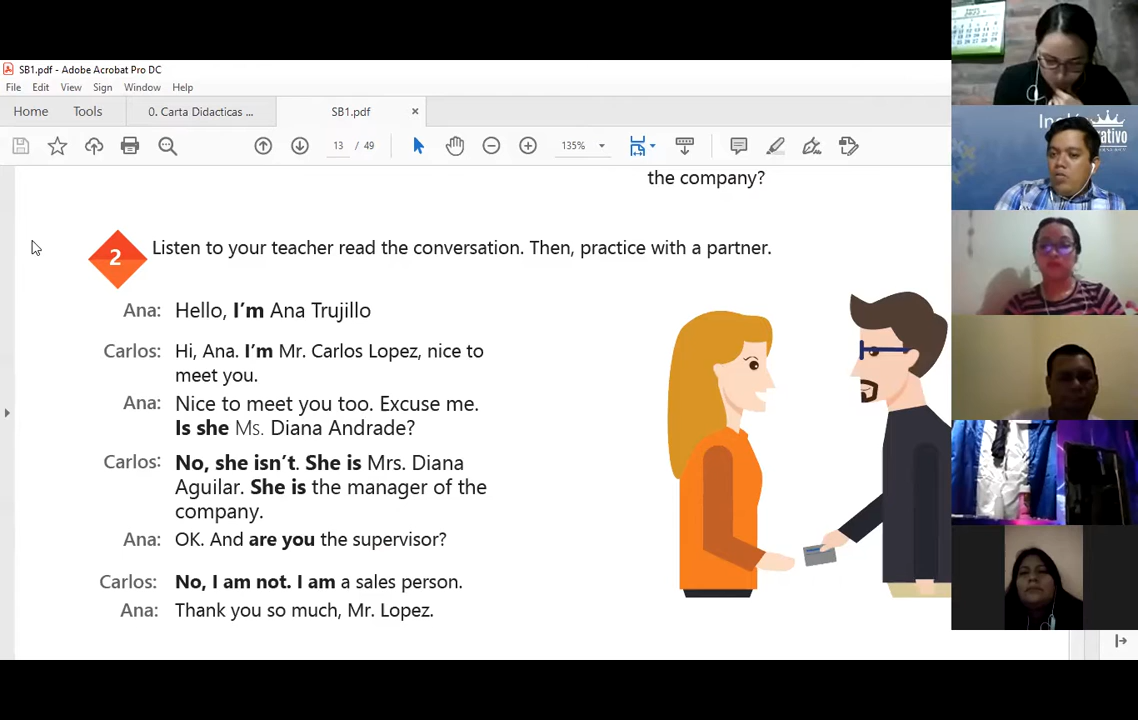 SB1.pdf - Adobe Acrobat Pro DC
File Edit View Sign Window Help
Home Tools 0. Carta Didacticas ... SB1.pdf ×
13 / 49 135%
the company?
2 Listen to your teacher read the conversation. Then, practice with a partner.
Ana: Hello, I'm Ana Trujillo
Carlos: Hi, Ana. I'm Mr. Carlos Lopez, nice to
meet you.
Ana: Nice to meet you too. Excuse me.
Is she Ms. Diana Andrade?
Carlos: No, she isn't. She is Mrs. Diana
Aguilar. She is the manager of the
company.
Ana: OK. And are you the supervisor?
Carlos: No, I am not. I am a sales person.
Ana: Thank you so much, Mr. Lopez.